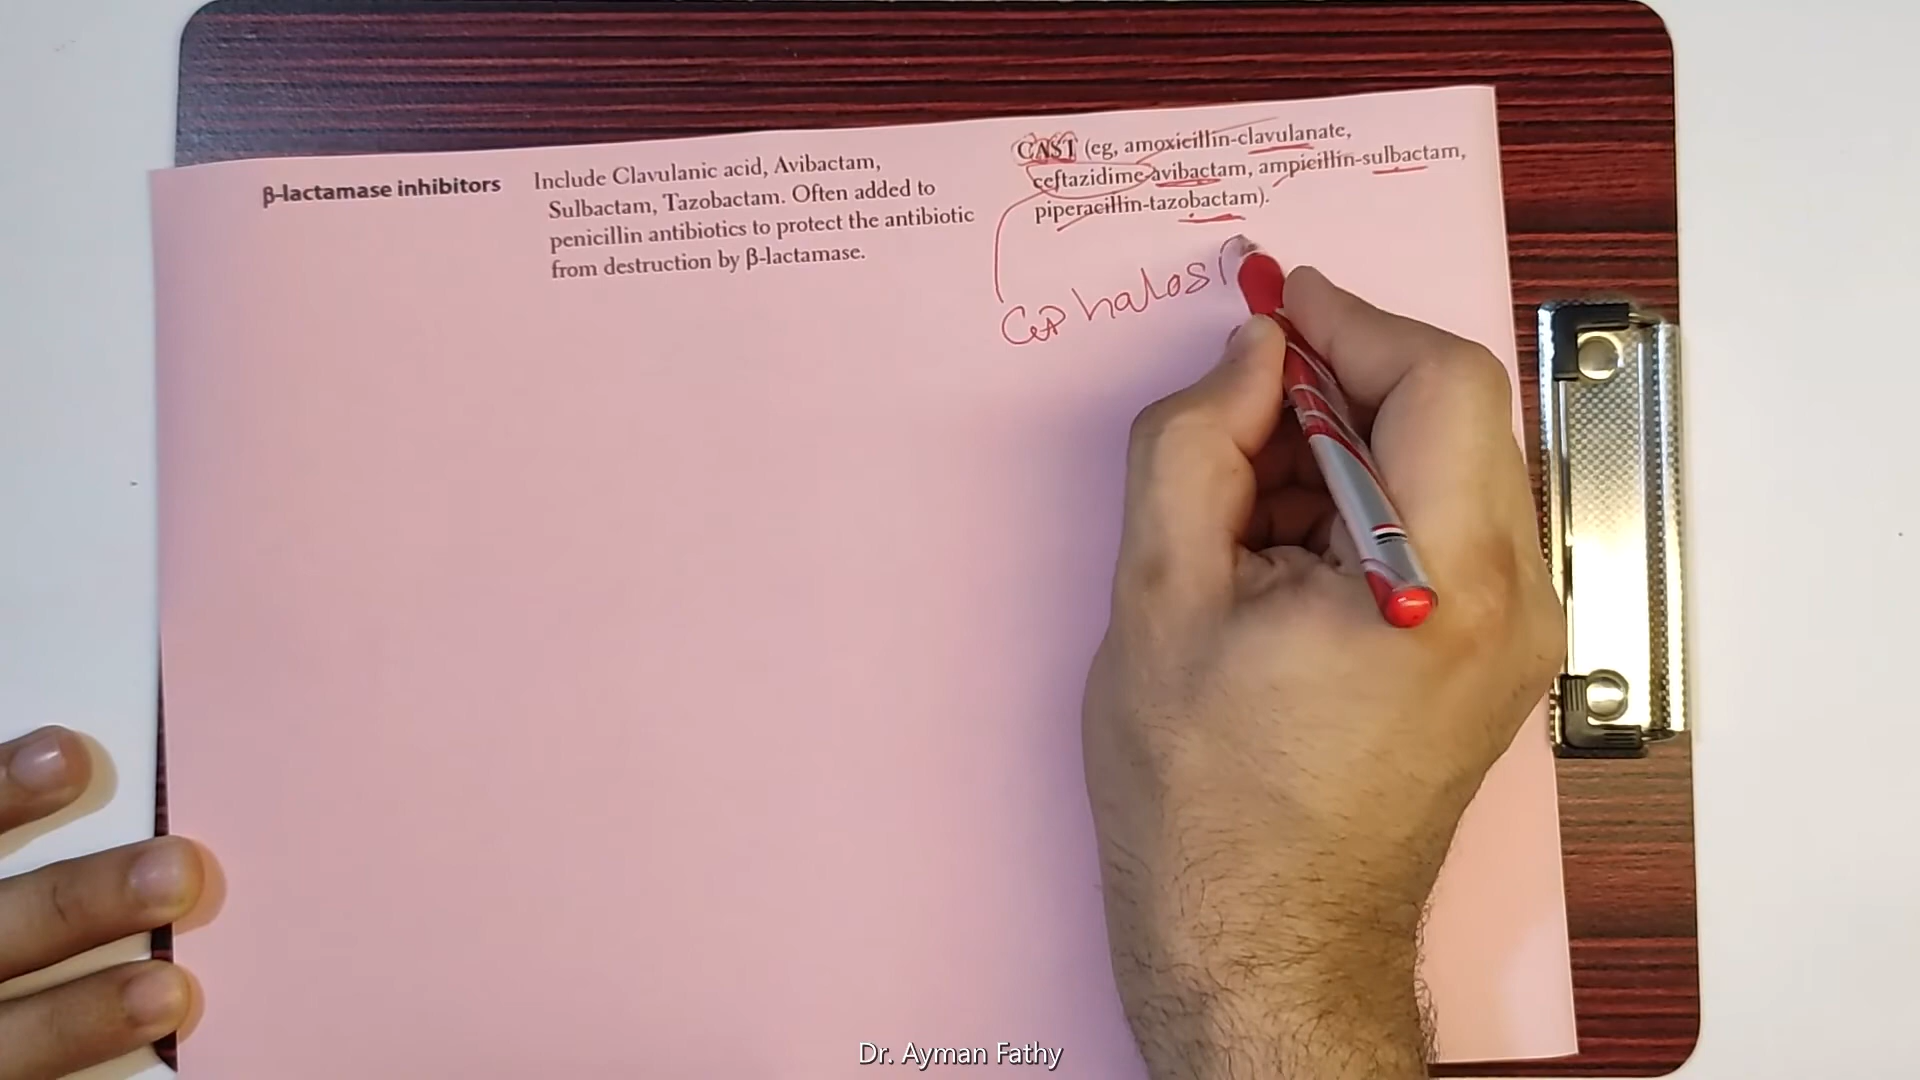 β-lactamase inhibitors
Include Clavulanic acid, Avibactam,
Sulbactam, Tazobactam. Often added to
penicillin antibiotics to protect the antibiotic
from destruction by β-lactamase.
CAST (eg, amoxicillin-clavulanate,
ceftazidime-avibactam, ampicillin-sulbactam,
piperacillin-tazobactam).
Dr. Ayman Fathy